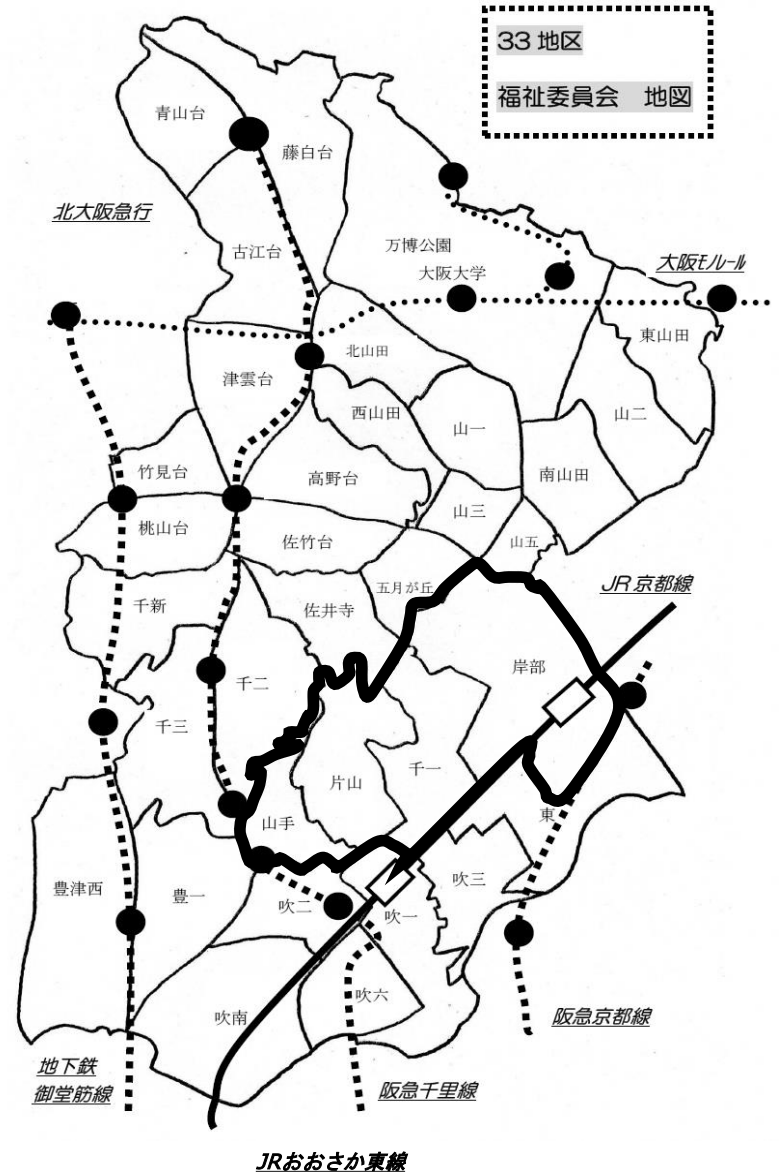 33 地区
福祉委員会　地図
青山台
藤白台
北大阪急行
古江台
万博公園
大阪大学
大阪ﾓﾉﾚｰﾙ
東山田
北山田
津雲台
西山田
山一
山二
竹見台
高野台
南山田
山三
桃山台
佐竹台
山五
五月が丘
JR 京都線
千新
佐井寺
岸部
千二
千三
片山
千一
山手
東
豊津西
豊一
吹三
吹二
吹一
吹六
吹南
阪急京都線
地下鉄
御堂筋線
阪急千里線
JRおおさか東線